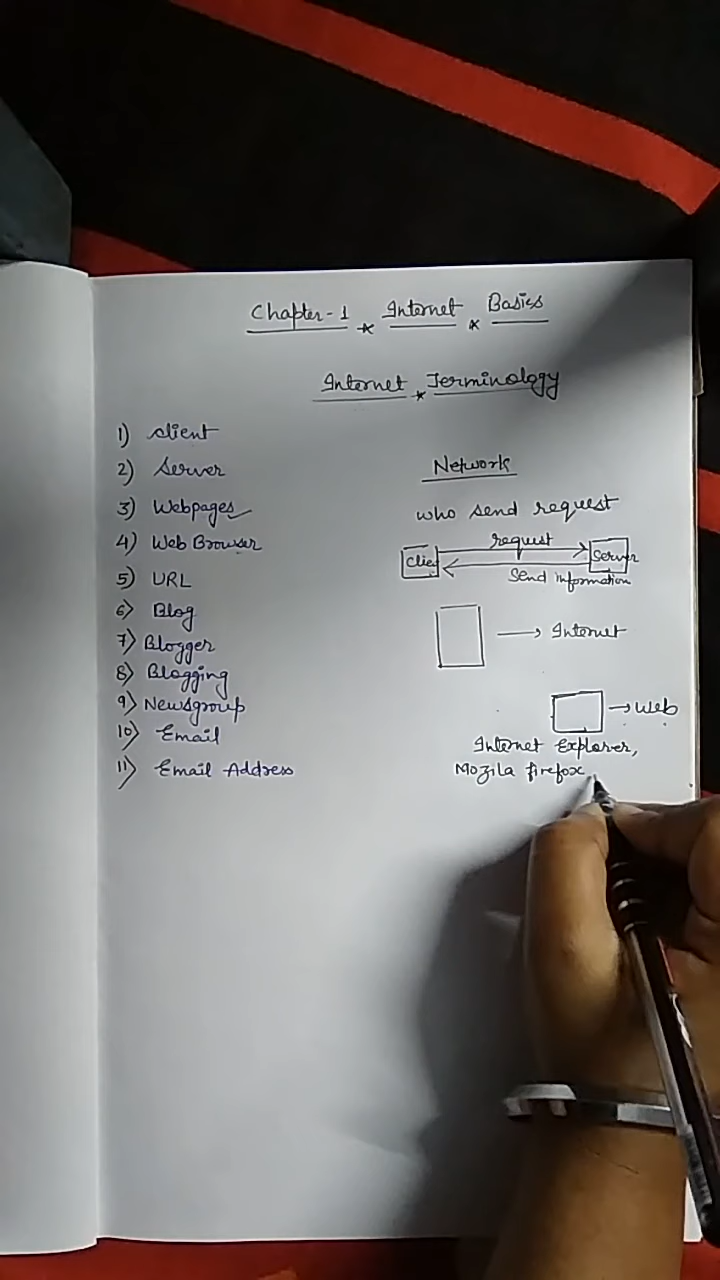 Chapter-1 * Internet * Basics
Internet * Terminology
1) Client
2) Server
3) Webpages
4) Web Browser
5) URL
6) Blog
7) Blogger
8) Blogging
9) Newsgroup
10) Email
11) Email Address
Network
who send request
request
Clie
Server
Send information
→ Internet
→ Web
Internet Explorer,
Mozila firefox,